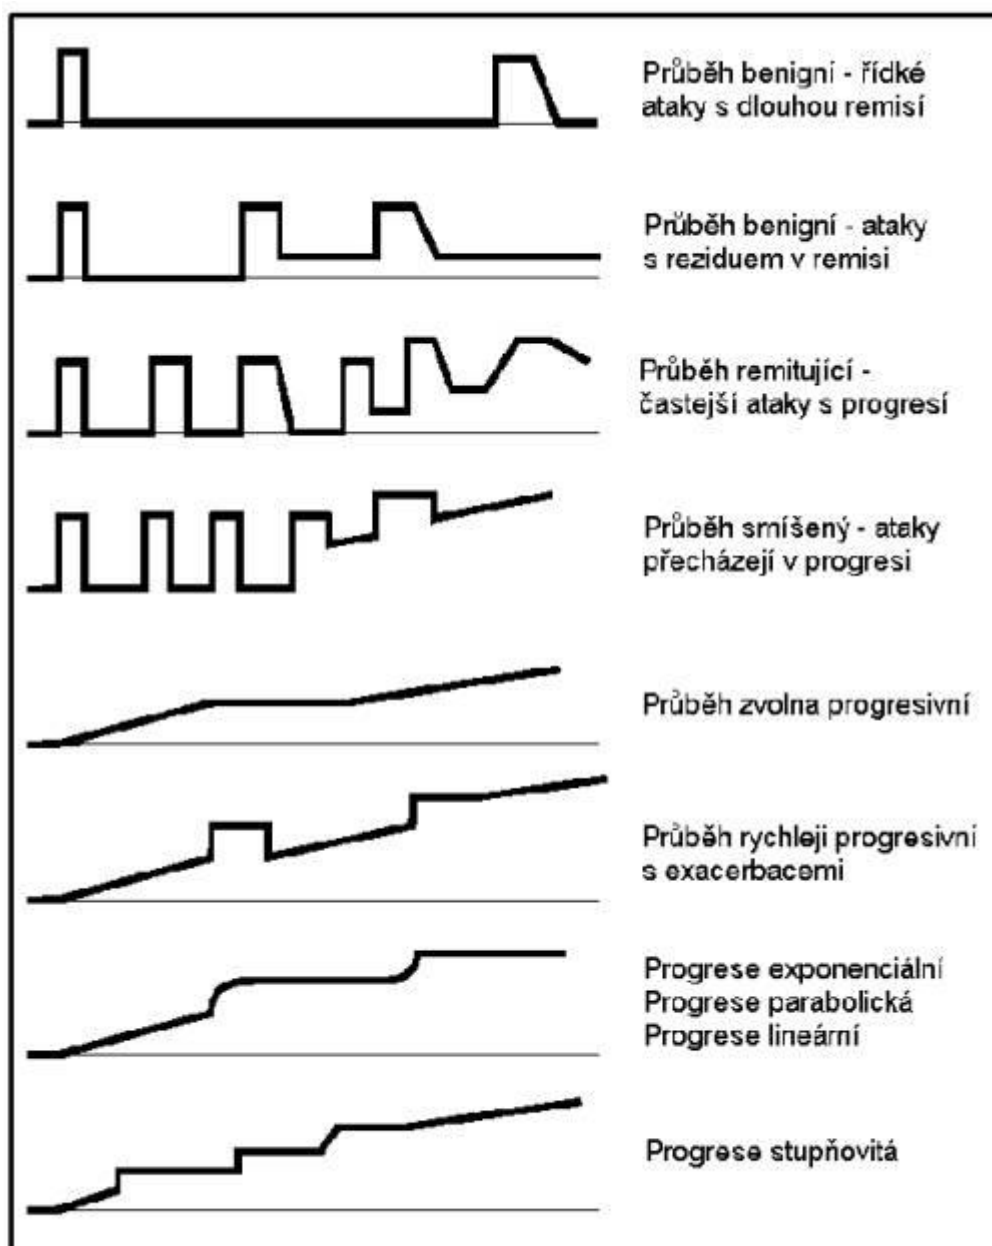 Průběh benigní - řídké
ataky s dlouhou remisí
Průběh benigní - ataky
s reziduem v remisi
Průběh remitující -
častejší ataky s progresí
Průběh smíšený - ataky
přecházejí v progresi
Průběh zvolna progresivní
Průběh rychleji progresivní
s exacerbacemi
Progrese exponenciální
Progrese parabolická
Progrese lineární
Progrese stupňovitá